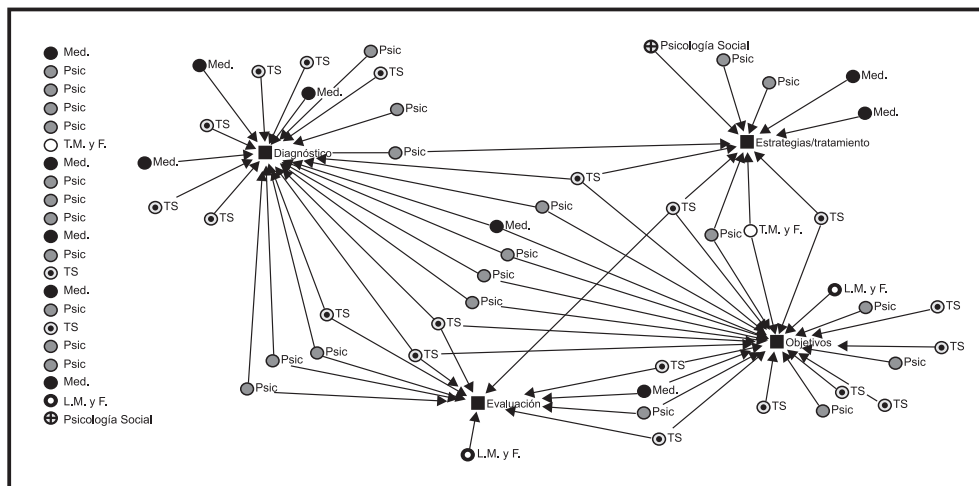 Med.
Psic
Psic
Psic
Psic
T.M. y F.
Med.
Psic
Psic
Psic
Med.
Psic
TS
Med.
Psic
TS
Psic
Psic
Med.
L.M. y F.
Psicología Social
Psic
TS
TS
TS
Med.
Med.
Psic
TS
Diagnóstico
Psic
Med.
TS
TS
Psicología Social
Psic
Psic
Med.
Med.
Estrategias/tratamiento
TS
Psic
Med.
TS
TS
Psic
T.M. y F.
Psic
Psic
Psic
L.M. y F.
Psic
TS
TS
TS
Objetivos
TS
Psic
TS
Psic
Psic
TS
Psic
Med.
TS
TS
Evaluación
Psic
TS
Psic
TS
L.M. y F.